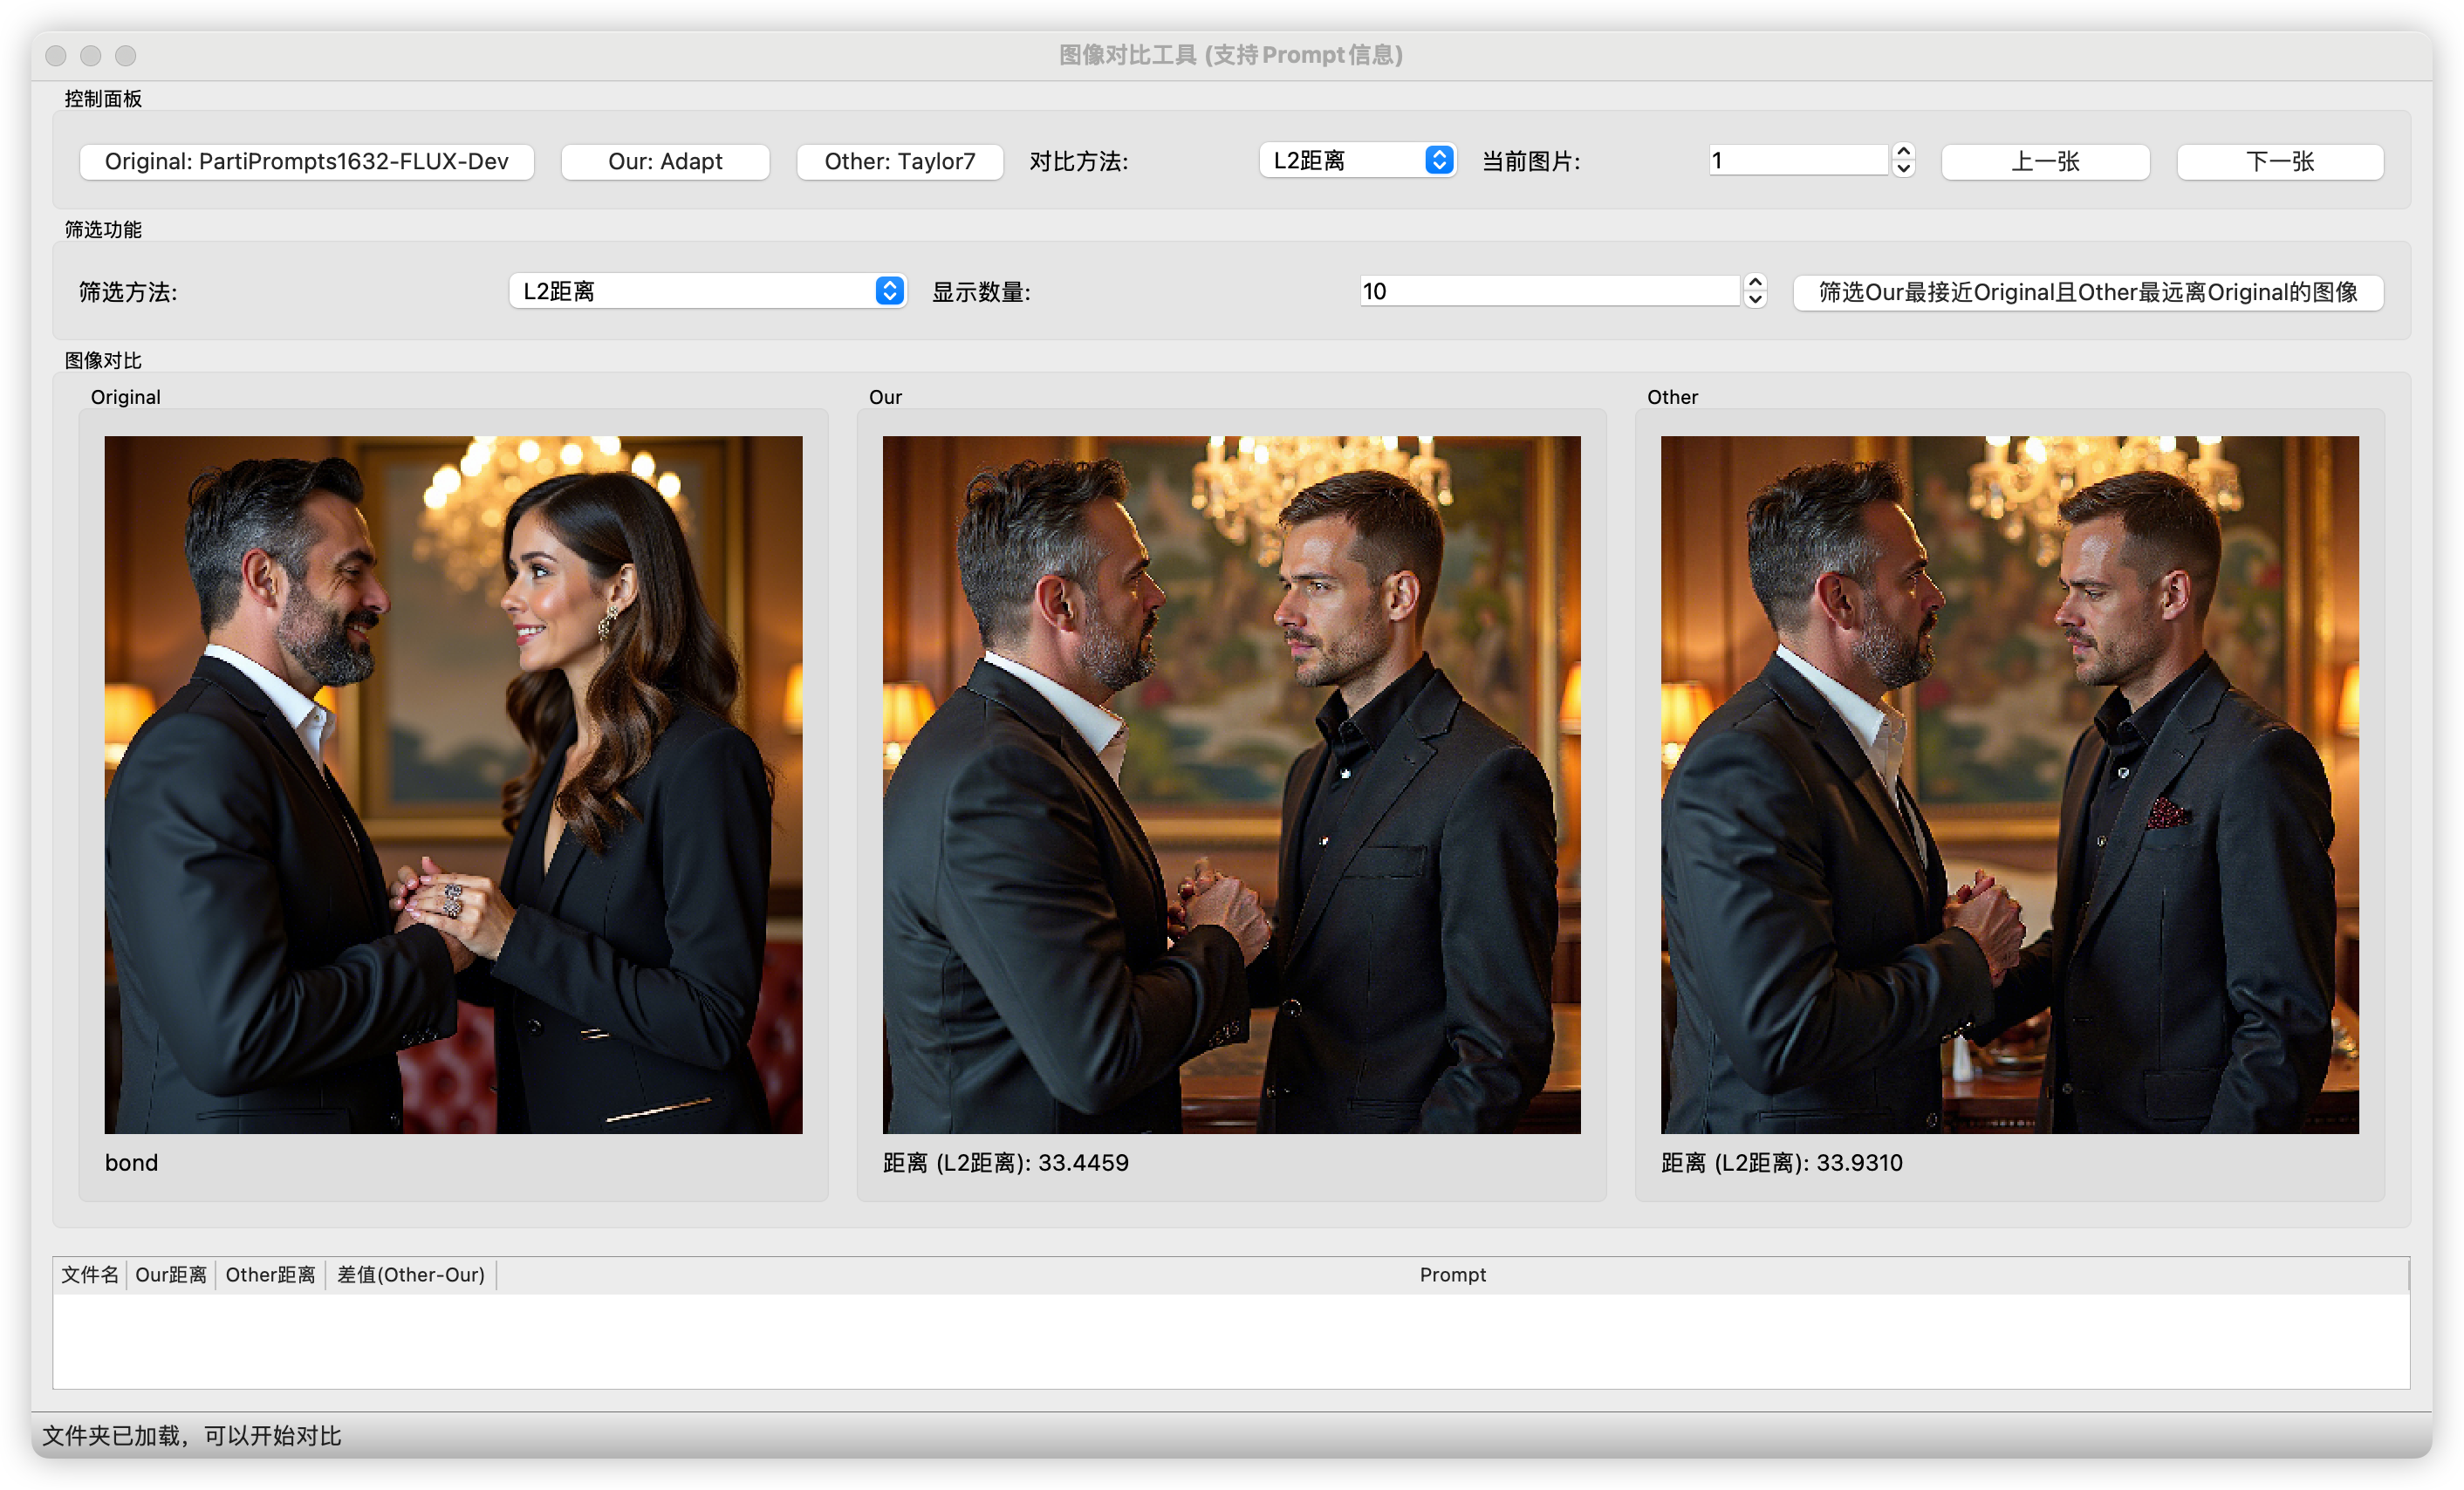 图像对比工具 (支持Prompt信息)
控制面板
Original: PartiPrompts1632-FLUX-Dev Our: Adapt Other: Taylor7 对比方法: L2距离 当前图片: 1 上一张 下一张
筛选功能
筛选方法: L2距离 显示数量: 10 筛选Our最接近Original且Other最远离Original的图像
图像对比
Original Our Other
bond 距离 (L2距离): 33.4459 距离 (L2距离): 33.9310
文件名 Our距离 Other距离 差值(Other-Our) Prompt
文件夹已加载，可以开始对比